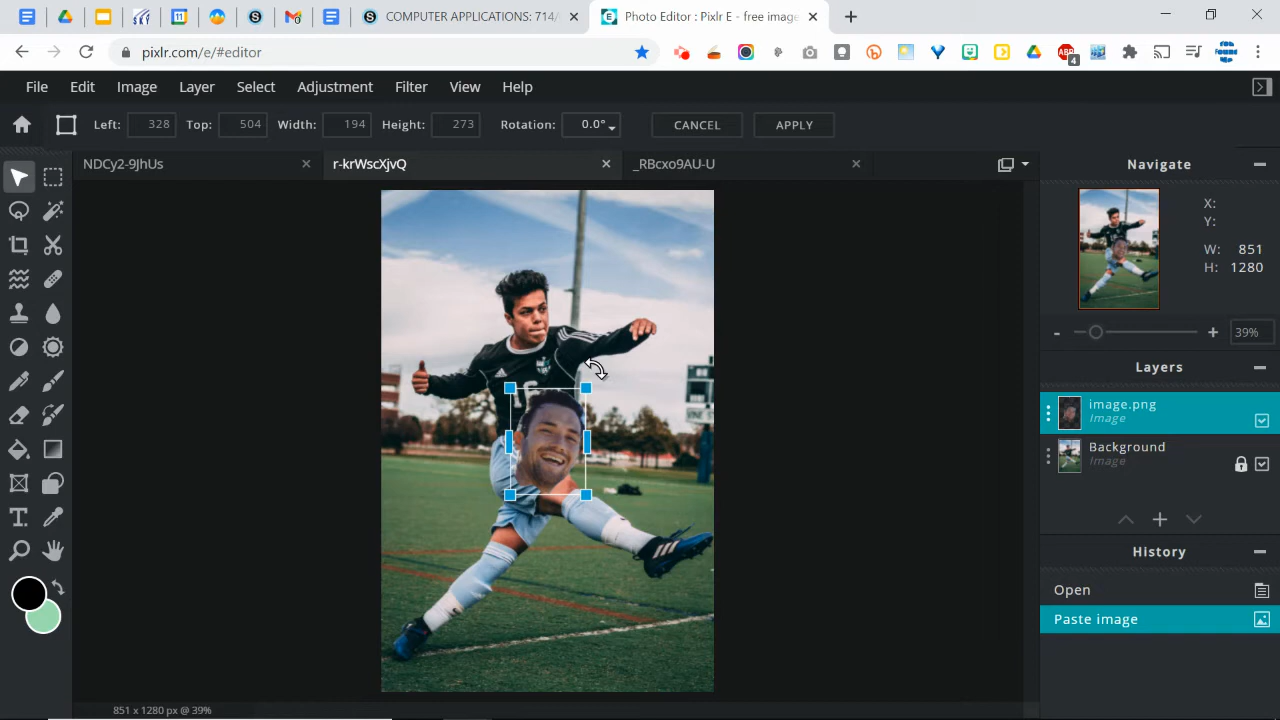 COMPUTER APPLICATIONS: 714/
Photo Editor : Pixlr E - free image
pixlr.com/e/#editor
4
File Edit Image Layer Select Adjustment Filter View Help
Left: 328 Top: 504 Width: 194 Height: 273 Rotation: 0.0° CANCEL APPLY
NDCy2-9JhUs
r-krWscXjvQ
_RBcxo9AU-U
Navigate
X:
Y:
W: 851
H: 1280
39%
Layers
image.png
Image
Background
Image
History
Open
Paste image
851 x 1280 px @ 39%